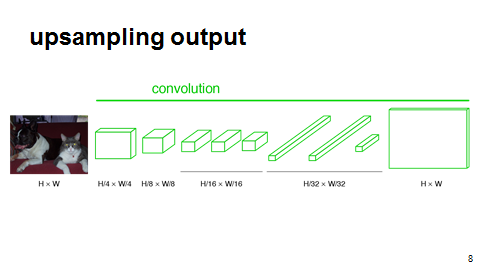 upsampling output
convolution
H × W
H/4 × W/4
H/8 × W/8
H/16 × W/16
H/32 × W/32
H × W
8